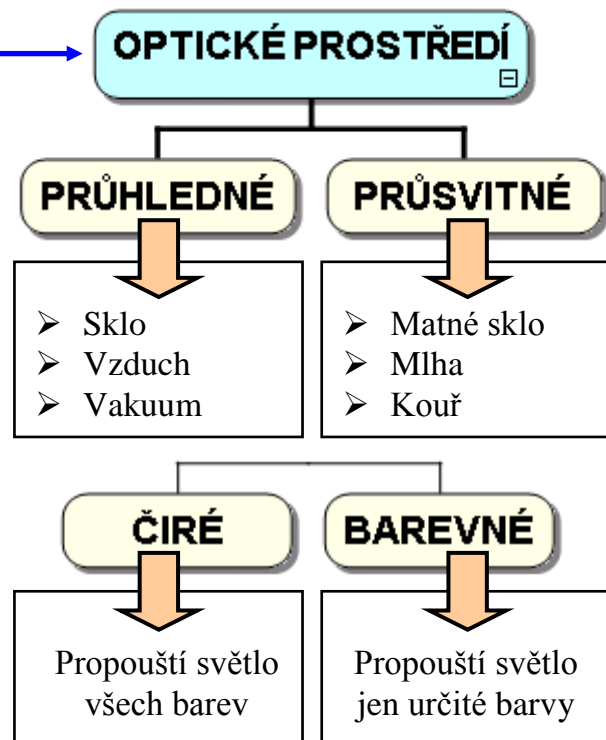 OPTICKÉ PROSTŘEDÍ
PRŮHLEDNÉ
PRŮSVITNÉ
Sklo
Vzduch
Vakuum
Matné sklo
Mlha
Kouř
ČIRÉ
BAREVNÉ
Propouští světlo
všech barev
Propouští světlo
jen určité barvy